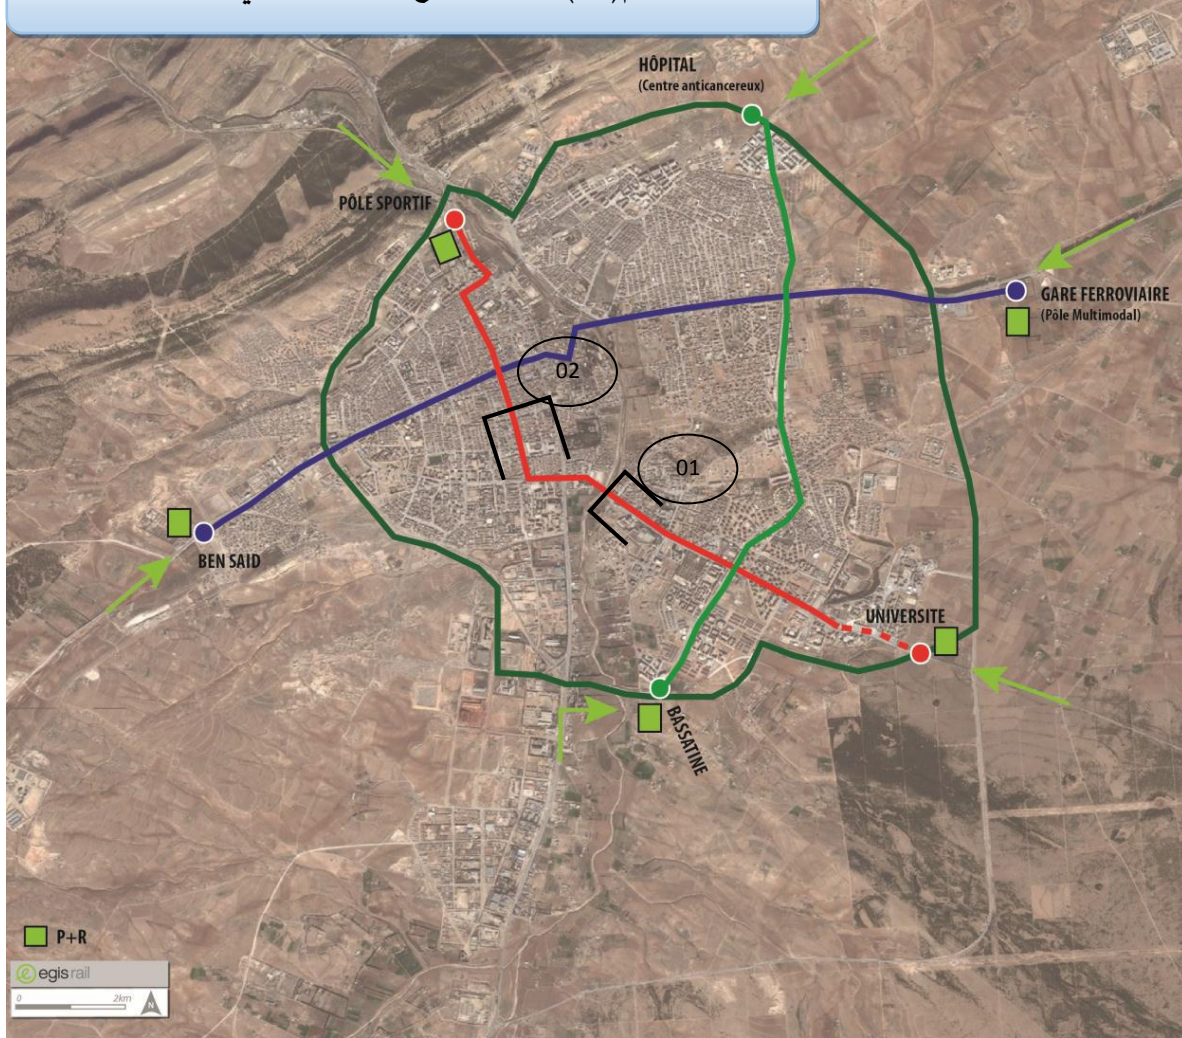 HÔPITAL
(Centre anticancereux)
PÔLE SPORTIF
GARE FERROVIAIRE
(Pôle Multimodal)
02
01
BEN SAID
UNIVERSITE
BASSATINE
P+R
egis rail
0 2km
N